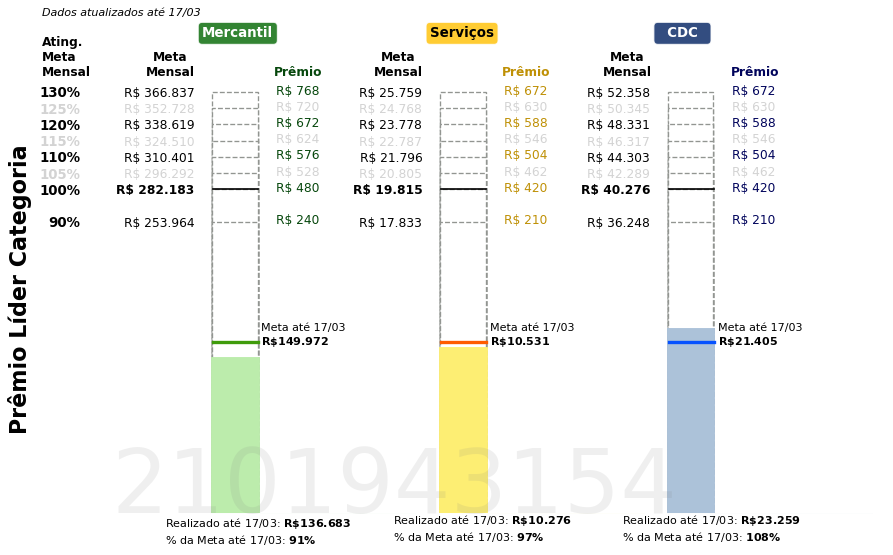 Dados atualizados até 17/03
Mercantil Serviços CDC
Ating. Meta Mensal Meta Mensal Prêmio Meta Mensal Prêmio Meta Mensal Prêmio
130% R$ 366.837 R$ 768 R$ 25.759 R$ 672 R$ 52.358 R$ 672
125% R$ 352.728 R$ 720 R$ 24.768 R$ 630 R$ 50.345 R$ 630
120% R$ 338.619 R$ 672 R$ 23.778 R$ 588 R$ 48.331 R$ 588
115% R$ 324.510 R$ 624 R$ 22.787 R$ 546 R$ 46.317 R$ 546
110% R$ 310.401 R$ 576 R$ 21.796 R$ 504 R$ 44.303 R$ 504
105% R$ 296.292 R$ 528 R$ 20.805 R$ 462 R$ 42.289 R$ 462
100% R$ 282.183 R$ 480 R$ 19.815 R$ 420 R$ 40.276 R$ 420
90% R$ 253.964 R$ 240 R$ 17.833 R$ 210 R$ 36.248 R$ 210
Prêmio Líder Categoria
Meta até 17/03 Meta até 17/03 Meta até 17/03
R$149.972 R$10.531 R$21.405
2101943154
Realizado até 17/03: R$136.683 Realizado até 17/03: R$10.276 Realizado até 17/03: R$23.259
% da Meta até 17/03: 91% % da Meta até 17/03: 97% % da Meta até 17/03: 108%